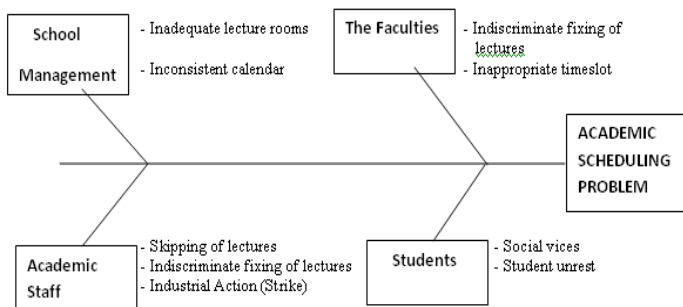 School
Management
- Inadequate lecture rooms
- Inconsistent calendar
The Faculties
- Indiscriminate fixing of
lectures
- Inappropriate timeslot
ACADEMIC
SCHEDULING
PROBLEM
Academic
Staff
- Skipping of lectures
- Indiscriminate fixing of lectures
- Industrial Action (Strike)
Students
- Social vices
- Student unrest